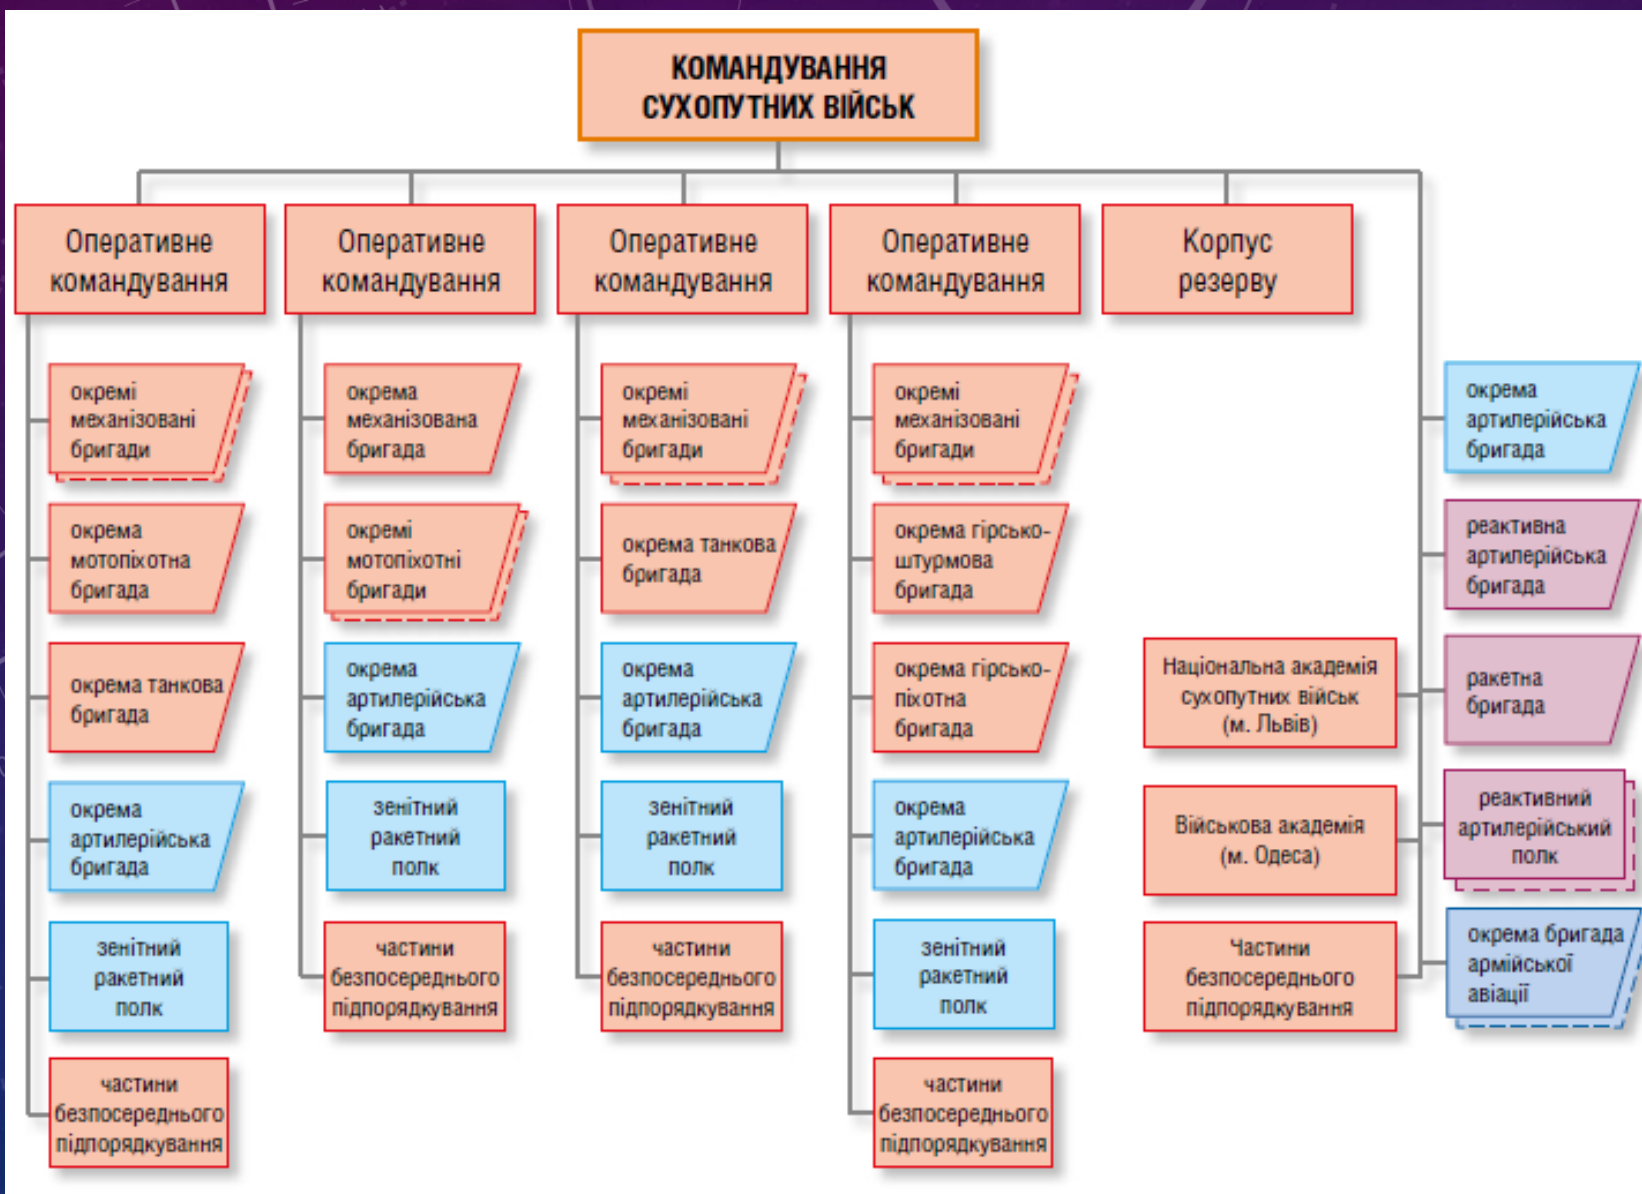 КОМАНДУВАННЯ
СУХОПУТНИХ ВІЙСЬК
Оперативне
командування
окремі
механізовані
бригади
окрема
мотопіхотна
бригада
окрема танкова
бригада
окрема
артилерійська
бригада
зенітний
ракетний
полк
частини
безпосереднього
підпорядкування
Оперативне
командування
окрема
механізована
бригада
окремі
мотопіхотні
бригади
окрема
артилерійська
бригада
зенітний
ракетний
полк
частини
безпосереднього
підпорядкування
Оперативне
командування
окремі
механізовані
бригади
окрема танкова
бригада
окрема
артилерійська
бригада
зенітний
ракетний
полк
частини
безпосереднього
підпорядкування
Оперативне
командування
окремі
механізовані
бригади
окрема гірсько-
штурмова
бригада
окрема гірсько-
піхотна
бригада
окрема
артилерійська
бригада
зенітний
ракетний
полк
частини
безпосереднього
підпорядкування
Корпус
резерву
Національна академія
сухопутних військ
(м. Львів)
Військова академія
(м. Одеса)
Частини
безпосереднього
підпорядкування
окрема
артилерійська
бригада
реактивна
артилерійська
бригада
ракетна
бригада
реактивний
артилерійський
полк
окрема бригада
армійської
авіації